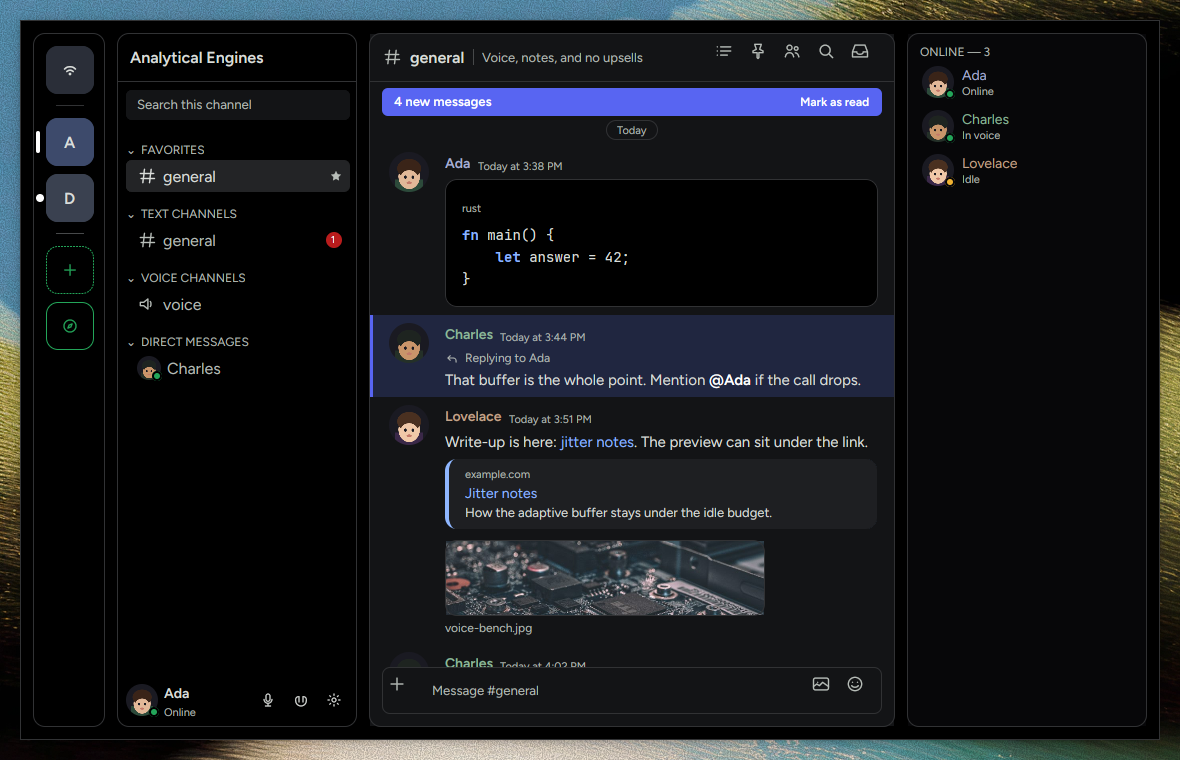 A
D
Analytical Engines
Search this channel
FAVORITES
# general
TEXT CHANNELS
# general 1
VOICE CHANNELS
voice
DIRECT MESSAGES
Charles
Ada
Online
# general Voice, notes, and no upsells
4 new messages Mark as read
Today
Ada Today at 3:38 PM
rust
fn main() {
    let answer = 42;
}
Charles Today at 3:44 PM
Replying to Ada
That buffer is the whole point. Mention @Ada if the call drops.
Lovelace Today at 3:51 PM
Write-up is here: jitter notes. The preview can sit under the link.
example.com
Jitter notes
How the adaptive buffer stays under the idle budget.
voice-bench.jpg
Charles Today at 4:02 PM
Message #general
ONLINE — 3
Ada
Online
Charles
In voice
Lovelace
Idle